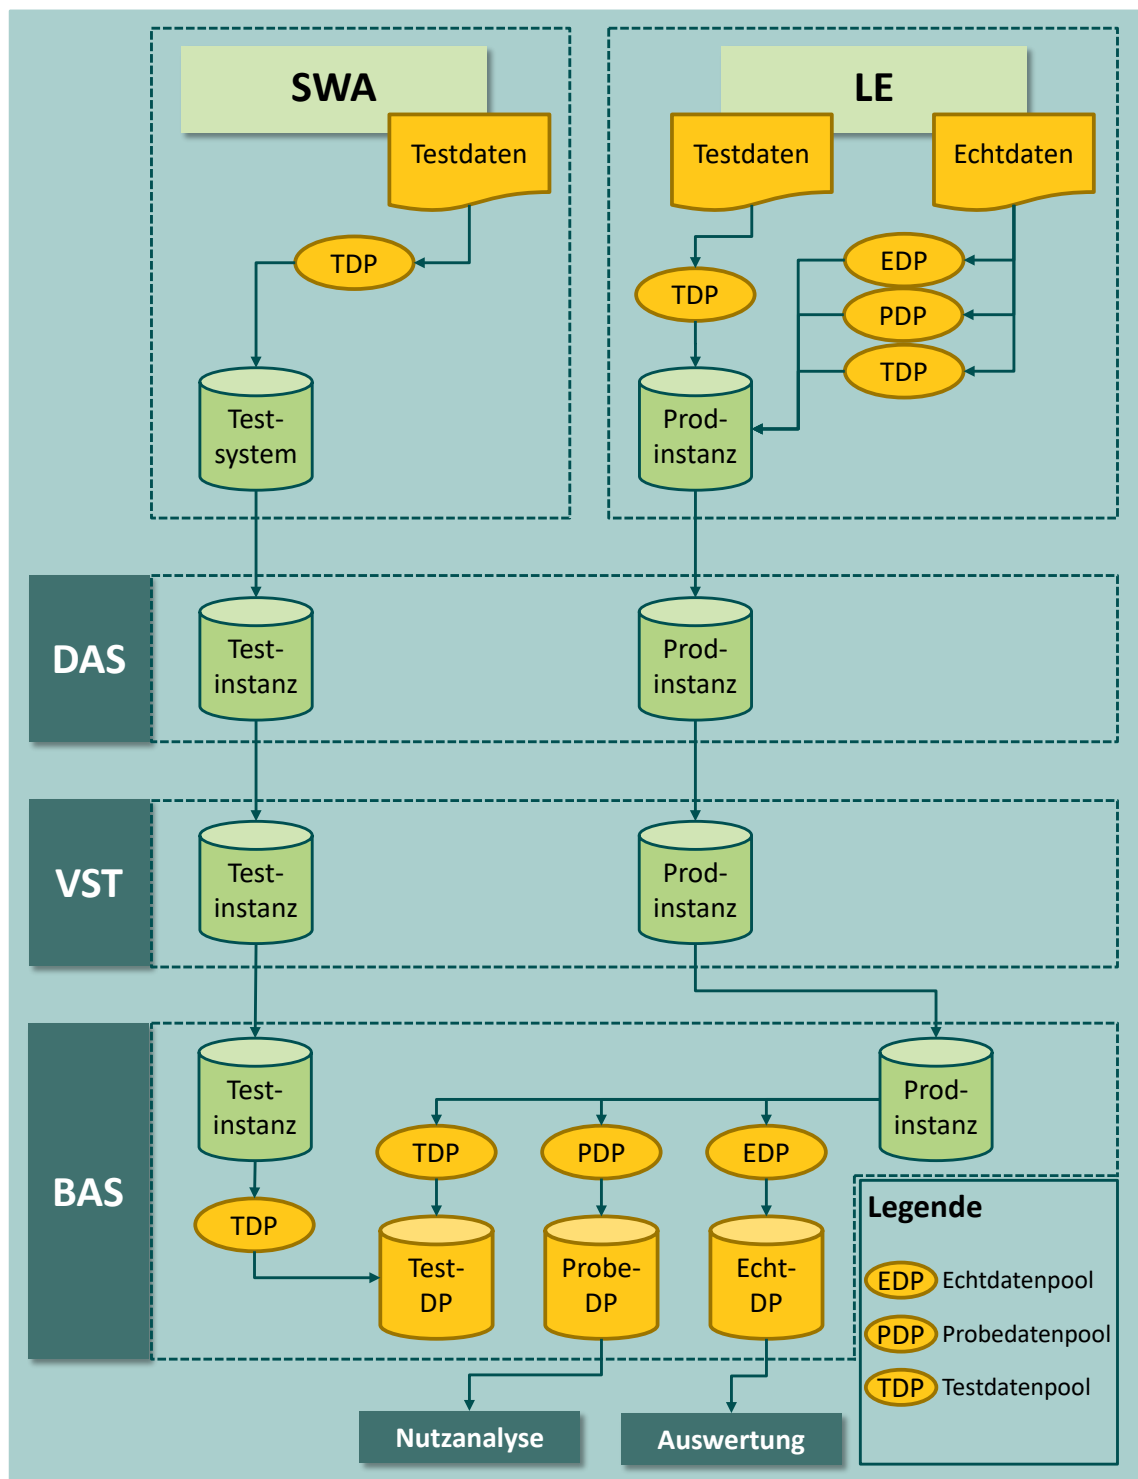 SWA
LE
Testdaten
Testdaten
Echtdaten
TDP
EDP
TDP
PDP
TDP
Test-
system
Prod-
instanz
DAS
Test-
instanz
Prod-
instanz
VST
Test-
instanz
Prod-
instanz
BAS
Test-
instanz
Prod-
instanz
TDP
PDP
EDP
TDP
Test-
DP
Probe-
DP
Echt-
DP
Legende
EDP Echtdatenpool
PDP Probedatenpool
TDP Testdatenpool
Nutzanalyse
Auswertung